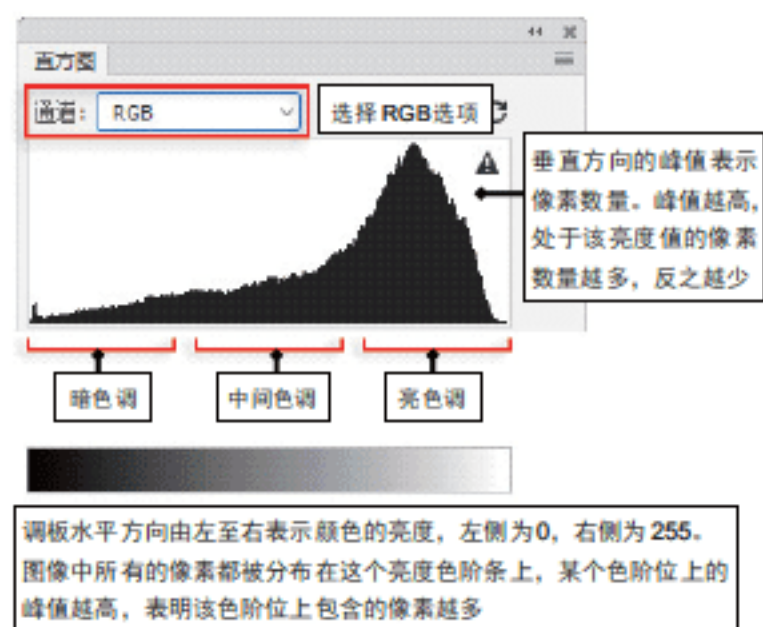 直方图
通道： RGB
选择RGB选项
垂直方向的峰值表示
像素数量。峰值越高，
处于该亮度值的像素
数量越多，反之越少
暗色调 中间色调 亮色调
调板水平方向由左至右表示颜色的亮度，左侧为0，右侧为255。
图像中所有的像素都被分布在这个亮度色阶条上，某个色阶位上的
峰值越高，表明该色阶位上包含的像素越多